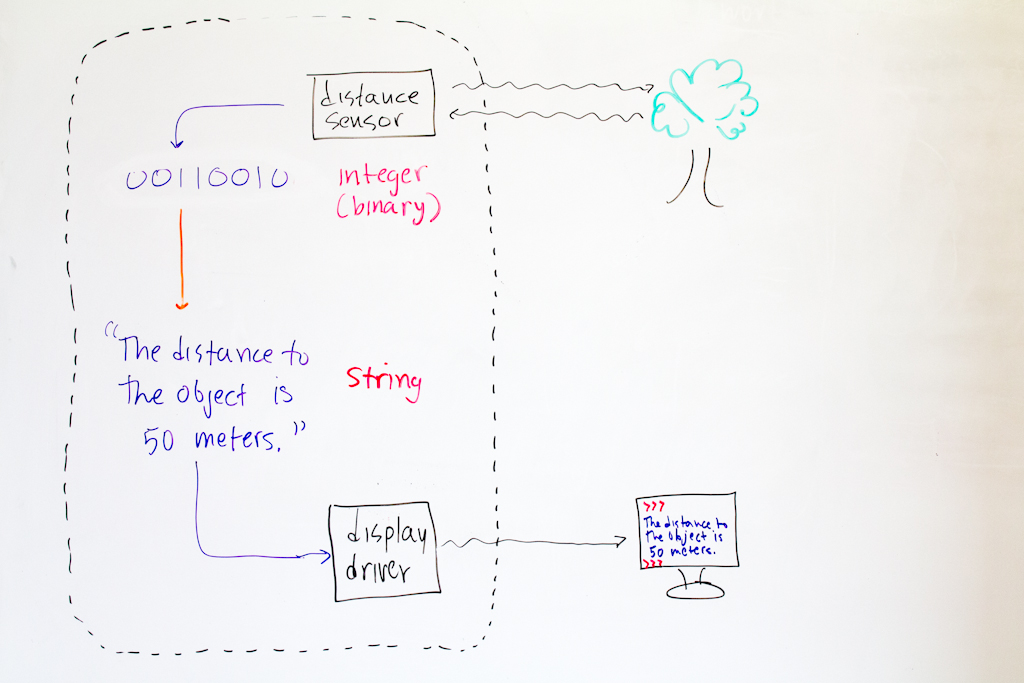 distance
sensor
00110010
integer
(binary)
"The distance to
the object is
50 meters."
String
display
driver
>>>
The distance to
the object is
50 meters.
>>>